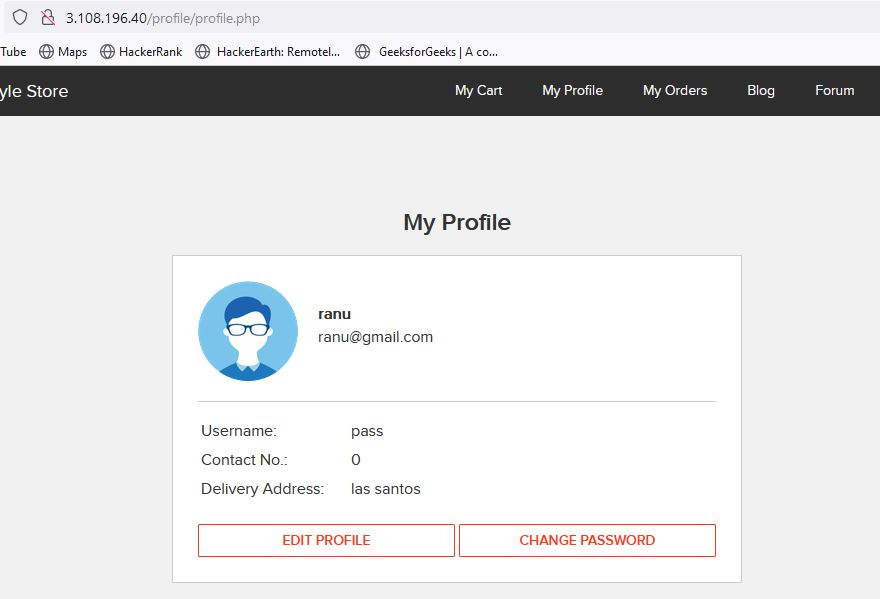 3.108.196.40/profile/profile.php
Tube Maps HackerRank HackerEarth: Remotel... GeeksforGeeks | A co...
yle Store My Cart My Profile My Orders Blog Forum
My Profile
ranu
ranu@gmail.com
Username: pass
Contact No.: 0
Delivery Address: las santos
EDIT PROFILE CHANGE PASSWORD